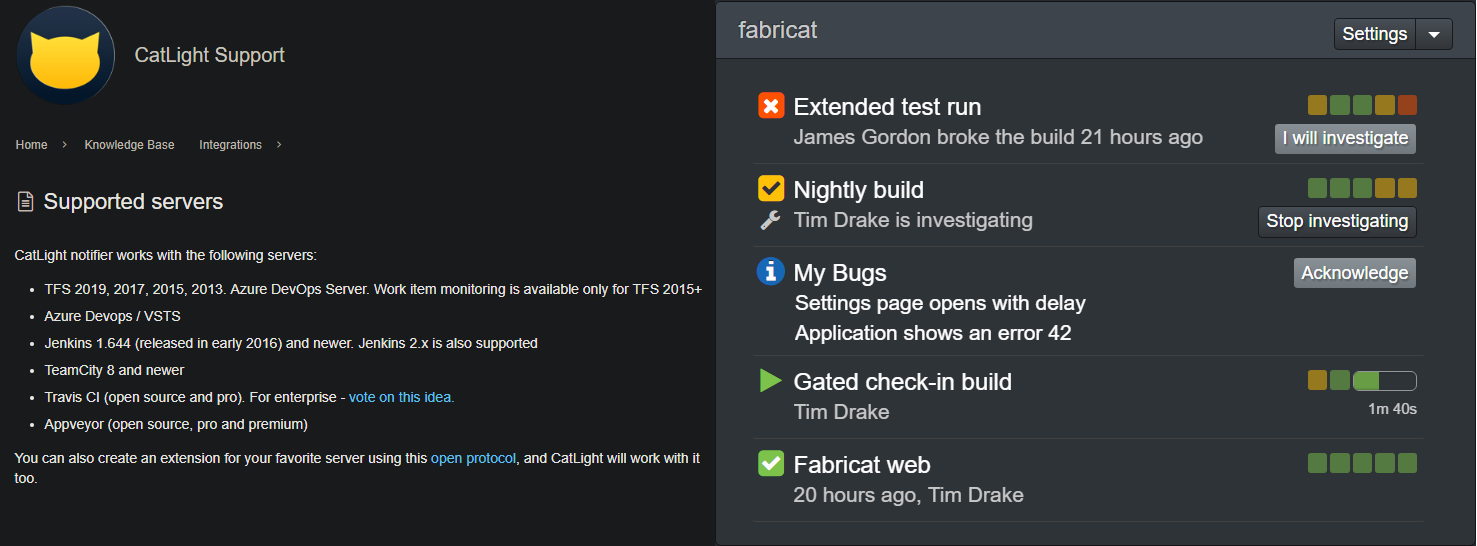 CatLight Support
Home
Knowledge Base
Integrations
Supported servers
CatLight notifier works with the following servers:
TFS 2019, 2017, 2015, 2013. Azure DevOps Server. Work item monitoring is available only for TFS 2015+
Azure Devops / VSTS
Jenkins 1.644 (released in early 2016) and newer. Jenkins 2.x is also supported
TeamCity 8 and newer
Travis CI (open source and pro). For enterprise - vote on this idea.
Appveyor (open source, pro and premium)
You can also create an extension for your favorite server using this open protocol, and CatLight will work with it
too.
fabricat
Settings
Extended test run
James Gordon broke the build 21 hours ago
I will investigate
Nightly build
Tim Drake is investigating
Stop investigating
My Bugs
Acknowledge
Settings page opens with delay
Application shows an error 42
Gated check-in build
Tim Drake
1m 40s
Fabricat web
20 hours ago, Tim Drake